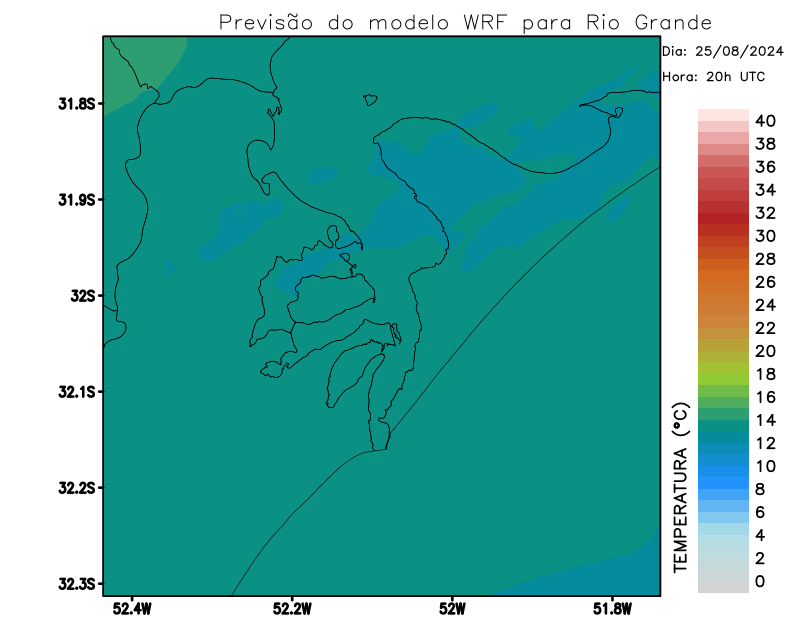 Previsão do modelo WRF para Rio Grande
Dia: 25/08/2024
Hora: 20h UTC
31.8S
31.9S
32S
32.1S
32.2S
32.3S
52.4W
52.2W
52W
51.8W
TEMPERATURA (°C)
40
38
36
34
32
30
28
26
24
22
20
18
16
14
12
10
8
6
4
2
0